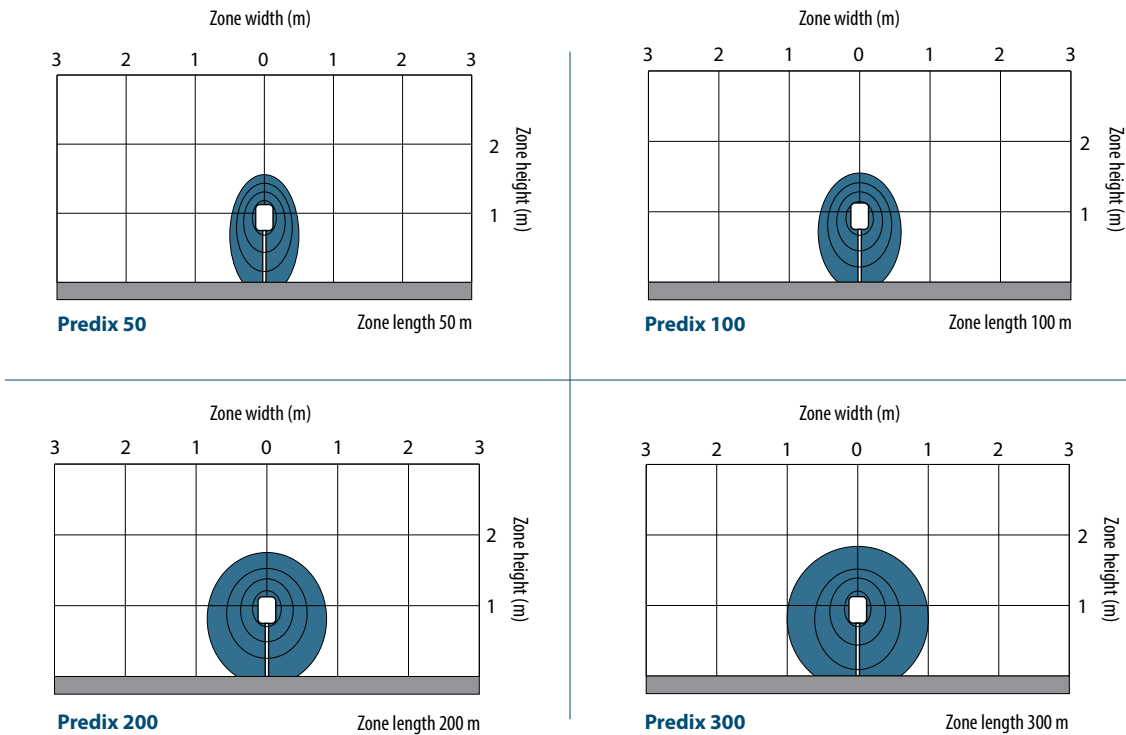 Zone width (m)
3 2 1 0 1 2 3
2
1
Zone height (m)
Predix 50
Zone length 50 m
Zone width (m)
3 2 1 0 1 2 3
2
1
Zone height (m)
Predix 100
Zone length 100 m
Zone width (m)
3 2 1 0 1 2 3
2
1
Zone height (m)
Predix 200
Zone length 200 m
Zone width (m)
3 2 1 0 1 2 3
2
1
Zone height (m)
Predix 300
Zone length 300 m